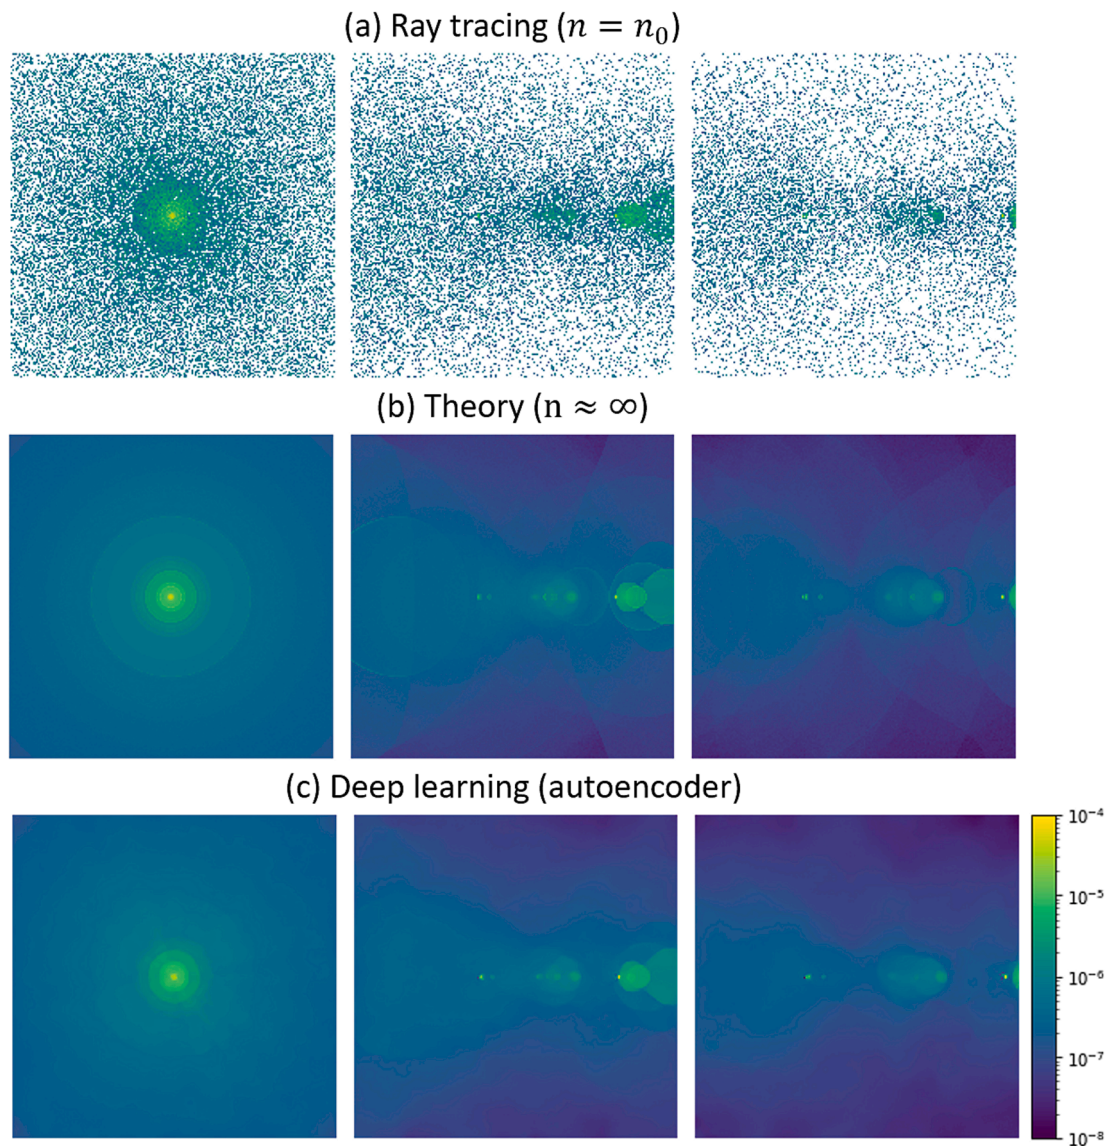 (a) Ray tracing (n = n₀)
(b) Theory (n ≈ ∞)
(c) Deep learning (autoencoder)
10⁻⁴
10⁻⁵
10⁻⁶
10⁻⁷
10⁻⁸